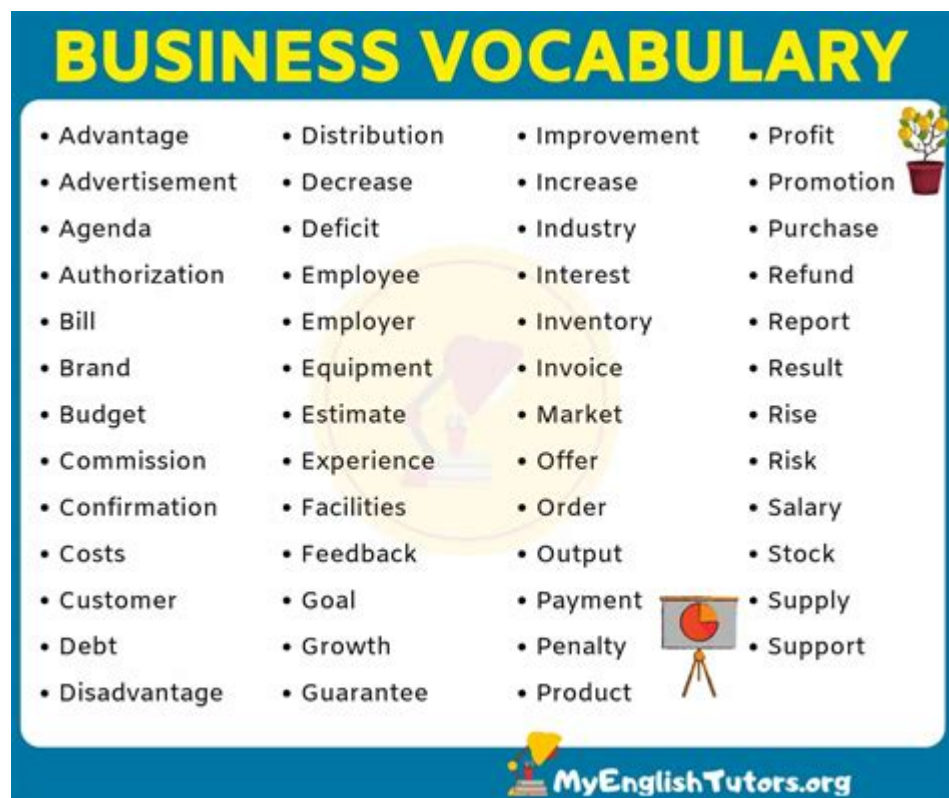 BUSINESS VOCABULARY
• Advantage
• Advertisement
• Agenda
• Authorization
• Bill
• Brand
• Budget
• Commission
• Confirmation
• Costs
• Customer
• Debt
• Disadvantage
• Distribution
• Decrease
• Deficit
• Employee
• Employer
• Equipment
• Estimate
• Experience
• Facilities
• Feedback
• Goal
• Growth
• Guarantee
• Improvement
• Increase
• Industry
• Interest
• Inventory
• Invoice
• Market
• Offer
• Order
• Output
• Payment
• Penalty
• Product
• Profit
• Promotion
• Purchase
• Refund
• Report
• Result
• Rise
• Risk
• Salary
• Stock
• Supply
• Support
MyEnglishTutors.org